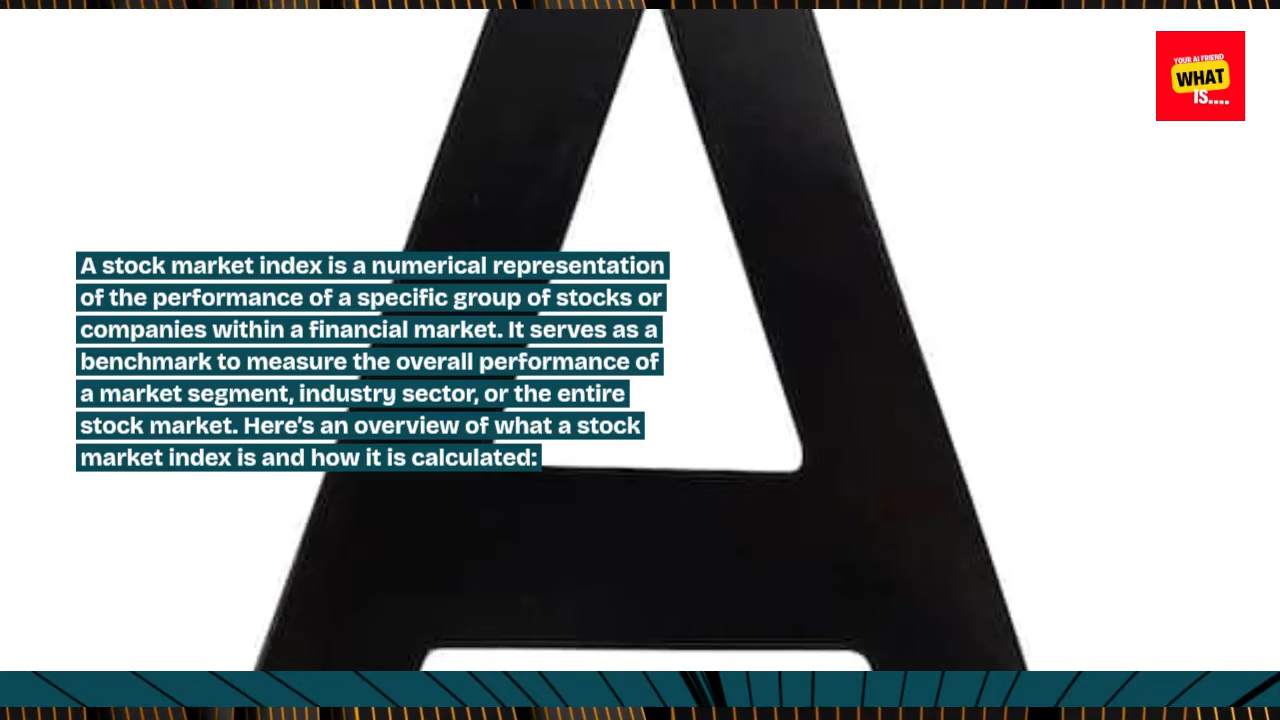 YOUR AI FRIEND
WHAT
IS....
A stock market index is a numerical representation
of the performance of a specific group of stocks or
companies within a financial market. It serves as a
benchmark to measure the overall performance of
a market segment, industry sector, or the entire
stock market. Here's an overview of what a stock
market index is and how it is calculated: